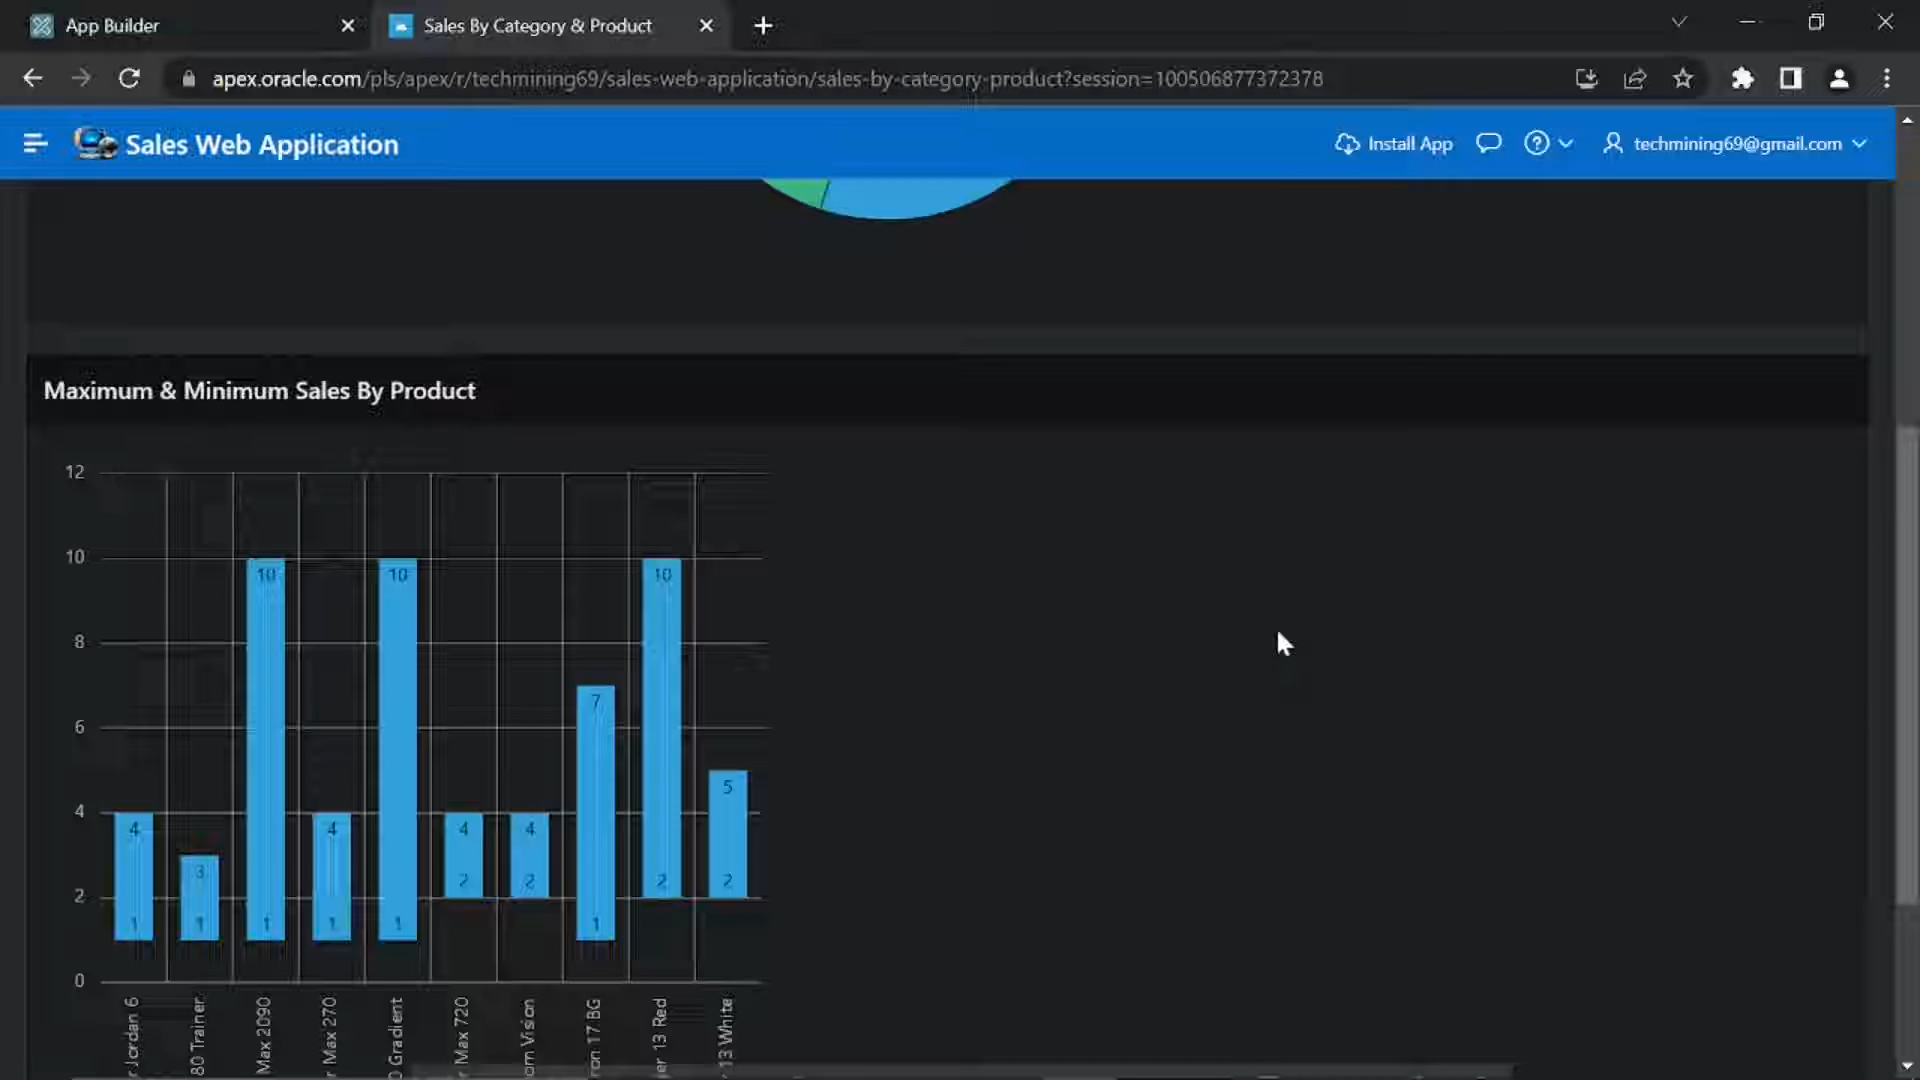 App Builder
Sales By Category & Product
apex.oracle.com/pls/apex/r/techmining69/sales-web-application/sales-by-category-product?session=100506877372378
Sales Web Application
Install App
techmining69@gmail.com
Maximum & Minimum Sales By Product
12
10
8
6
4
2
0
10 10 10
7
5
4 4 4 4
3
2 2 2 2
1 1 1 1 1 1
r Jordan 6
80 Trainer
Max 2090
r Max 270
0 Gradient
r Max 720
om Vision
ron 17 BG
er 13 Red
13 White